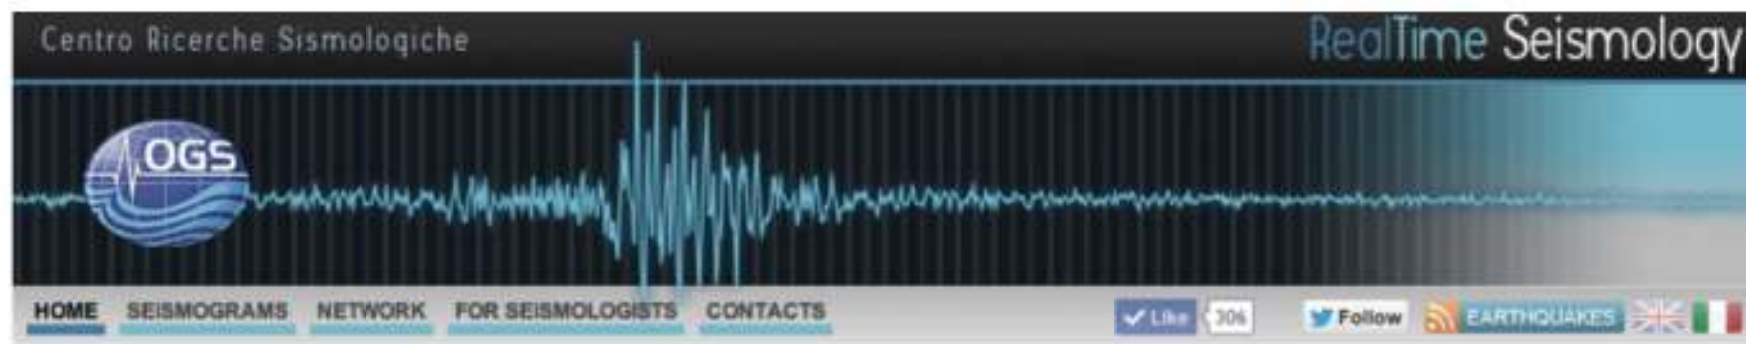 Centro Ricerche Sismologiche
RealTime Seismology
OGS
HOME SEISMOGRAMS NETWORK FOR SEISMOLOGISTS CONTACTS Like 306 Follow EARTHQUAKES